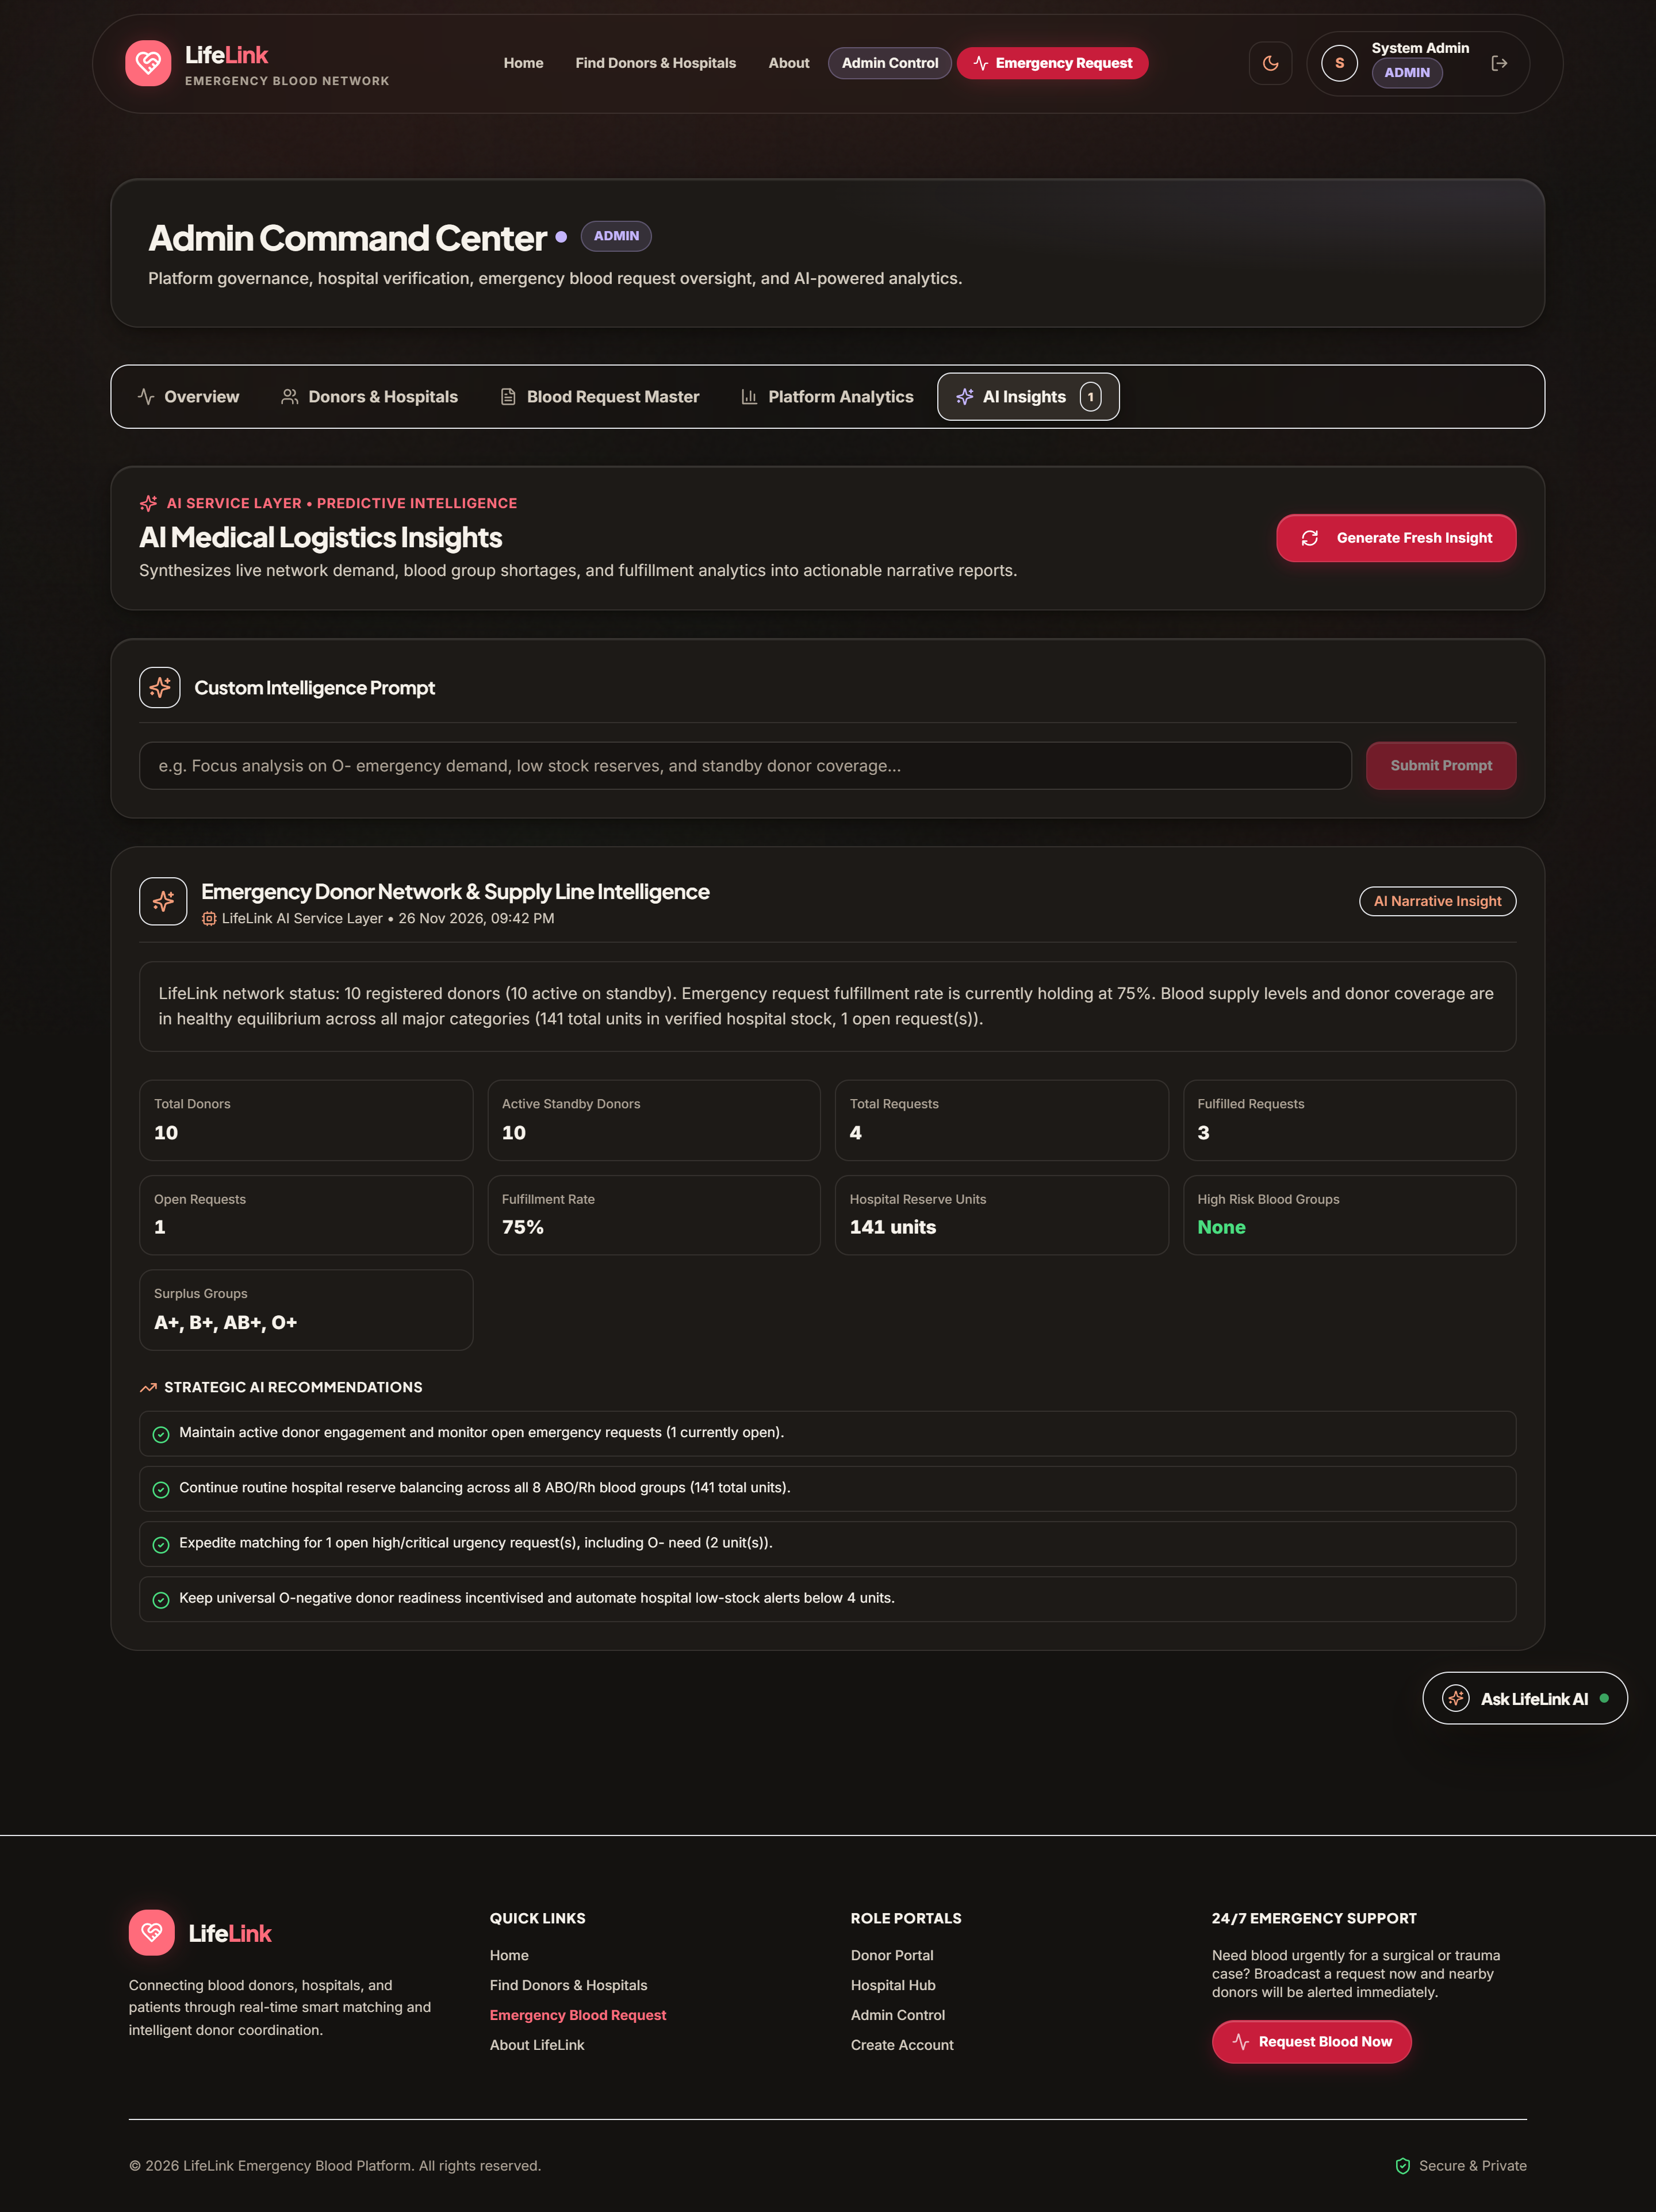 LifeLink
EMERGENCY BLOOD NETWORK
Home
Find Donors & Hospitals
About
Admin Control
Emergency Request
S
System Admin
ADMIN
Admin Command Center
ADMIN
Platform governance, hospital verification, emergency blood request oversight, and AI-powered analytics.
Overview
Donors & Hospitals
Blood Request Master
Platform Analytics
AI Insights
1
AI SERVICE LAYER • PREDICTIVE INTELLIGENCE
AI Medical Logistics Insights
Synthesizes live network demand, blood group shortages, and fulfillment analytics into actionable narrative reports.
Generate Fresh Insight
Custom Intelligence Prompt
e.g. Focus analysis on O- emergency demand, low stock reserves, and standby donor coverage...
Submit Prompt
Emergency Donor Network & Supply Line Intelligence
LifeLink AI Service Layer • 26 Nov 2026, 09:42 PM
AI Narrative Insight
LifeLink network status: 10 registered donors (10 active on standby). Emergency request fulfillment rate is currently holding at 75%. Blood supply levels and donor coverage are
in healthy equilibrium across all major categories (141 total units in verified hospital stock, 1 open request(s)).
Total Donors
10
Active Standby Donors
10
Total Requests
4
Fulfilled Requests
3
Open Requests
1
Fulfillment Rate
75%
Hospital Reserve Units
141 units
High Risk Blood Groups
None
Surplus Groups
A+, B+, AB+, O+
STRATEGIC AI RECOMMENDATIONS
Maintain active donor engagement and monitor open emergency requests (1 currently open).
Continue routine hospital reserve balancing across all 8 ABO/Rh blood groups (141 total units).
Expedite matching for 1 open high/critical urgency request(s), including O- need (2 unit(s)).
Keep universal O-negative donor readiness incentivised and automate hospital low-stock alerts below 4 units.
Ask LifeLink AI
LifeLink
Connecting blood donors, hospitals, and
patients through real-time smart matching and
intelligent donor coordination.
QUICK LINKS
Home
Find Donors & Hospitals
Emergency Blood Request
About LifeLink
ROLE PORTALS
Donor Portal
Hospital Hub
Admin Control
Create Account
24/7 EMERGENCY SUPPORT
Need blood urgently for a surgical or trauma
case? Broadcast a request now and nearby
donors will be alerted immediately.
Request Blood Now
© 2026 LifeLink Emergency Blood Platform. All rights reserved.
Secure & Private